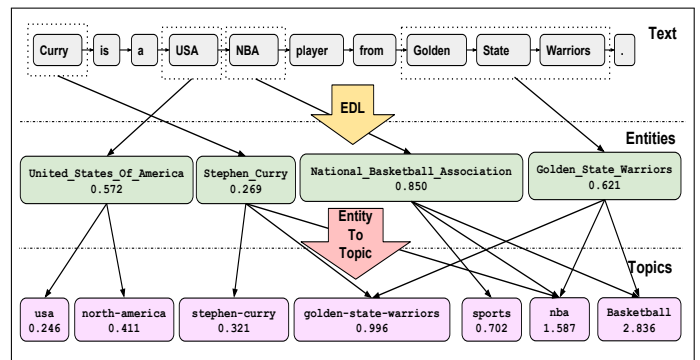 Text
Curry is a USA NBA player from Golden State Warriors .
EDL
Entities
United_States_Of_America
0.572
Stephen_Curry
0.269
National_Basketball_Association
0.850
Golden_State_Warriors
0.621
Entity
To
Topic
Topics
usa
0.246
north-america
0.411
stephen-curry
0.321
golden-state-warriors
0.996
sports
0.702
nba
1.587
Basketball
2.836